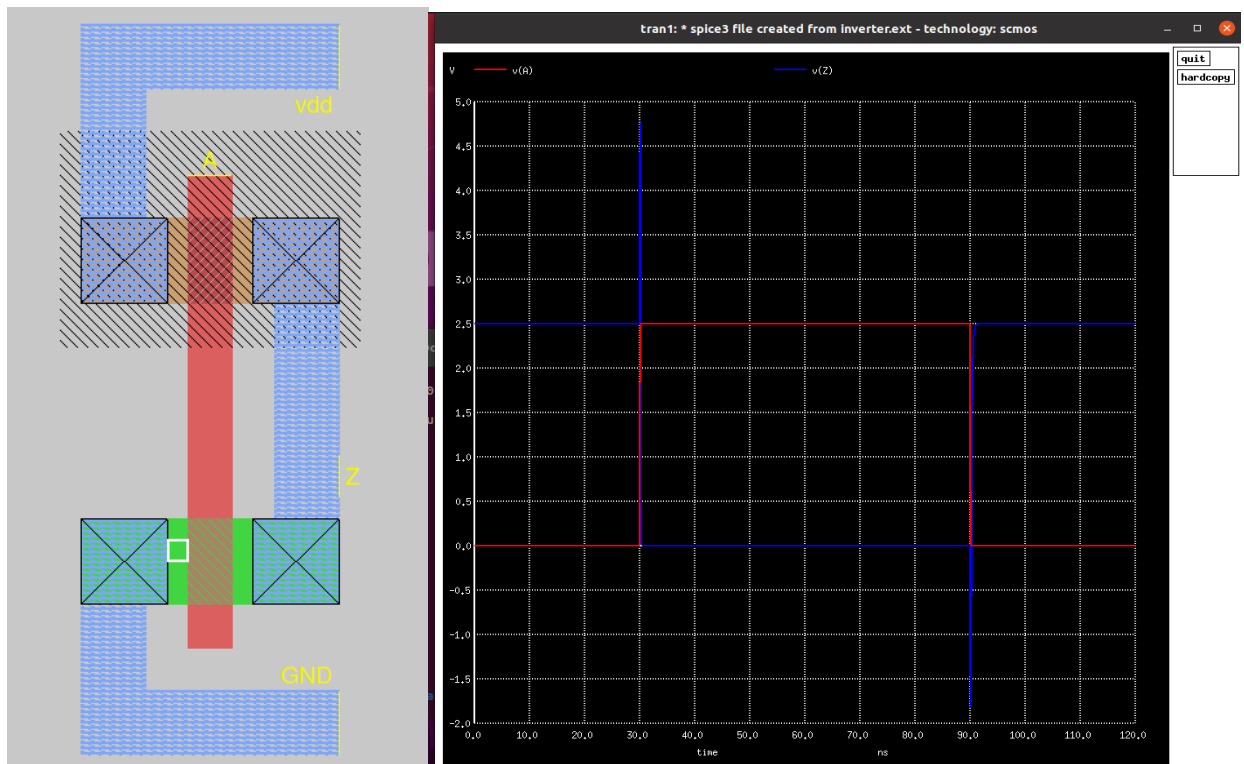 vdd
A
Z
GND
tran1: * spice3 file created from inverter.ext - technology: scmos
quit
hardcopy
V v(A) v(Z)
5.0
4.5
4.0
3.5
3.0
2.5
2.0
1.5
1.0
0.5
0.0
-0.5
-1.0
-1.5
-2.0
0.0 10.0 20.0 30.0 40.0 50.0 60.0 70.0 80.0 90.0 100.0 110.0 120.0
time ns